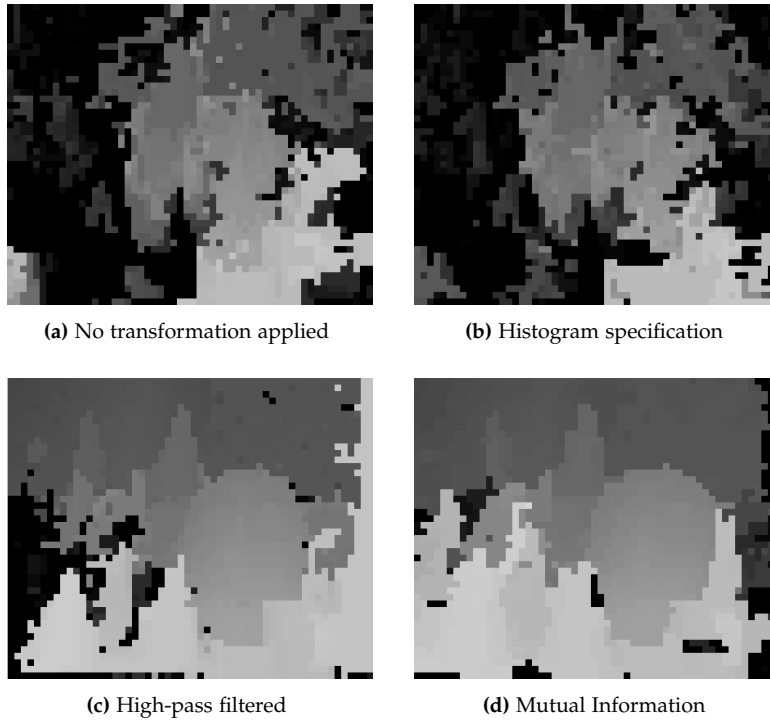 (a) No transformation applied
(b) Histogram specification
(c) High-pass filtered
(d) Mutual Information